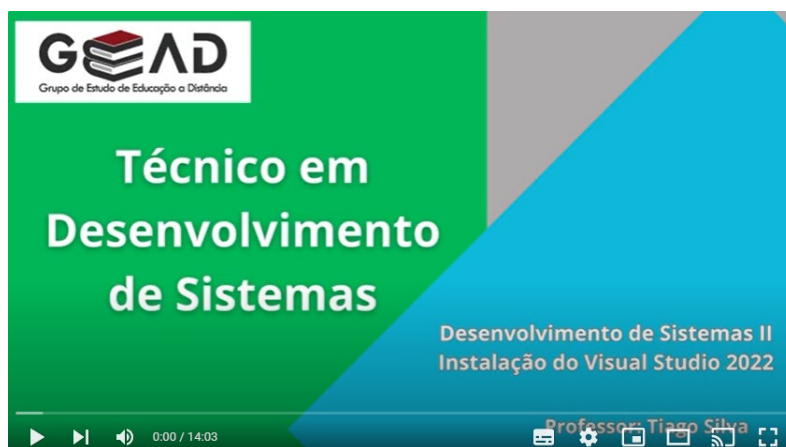 GEAD
Grupo de Estudo de Educação a Distância
Técnico em
Desenvolvimento
de Sistemas
Desenvolvimento de Sistemas II
Instalação do Visual Studio 2022
Professor: Tiago Silva
0:00 / 14:03